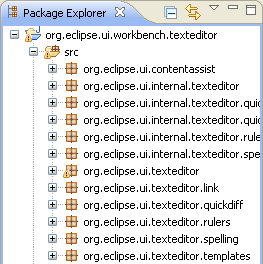 Package Explorer
org.eclipse.ui.workbench.texteditor
src
org.eclipse.ui.contentassist
org.eclipse.ui.internal.texteditor
org.eclipse.ui.internal.texteditor.quic
org.eclipse.ui.internal.texteditor.quic
org.eclipse.ui.internal.texteditor.rule
org.eclipse.ui.internal.texteditor.spe
org.eclipse.ui.texteditor
org.eclipse.ui.texteditor.link
org.eclipse.ui.texteditor.quickdiff
org.eclipse.ui.texteditor.rulers
org.eclipse.ui.texteditor.spelling
org.eclipse.ui.texteditor.templates